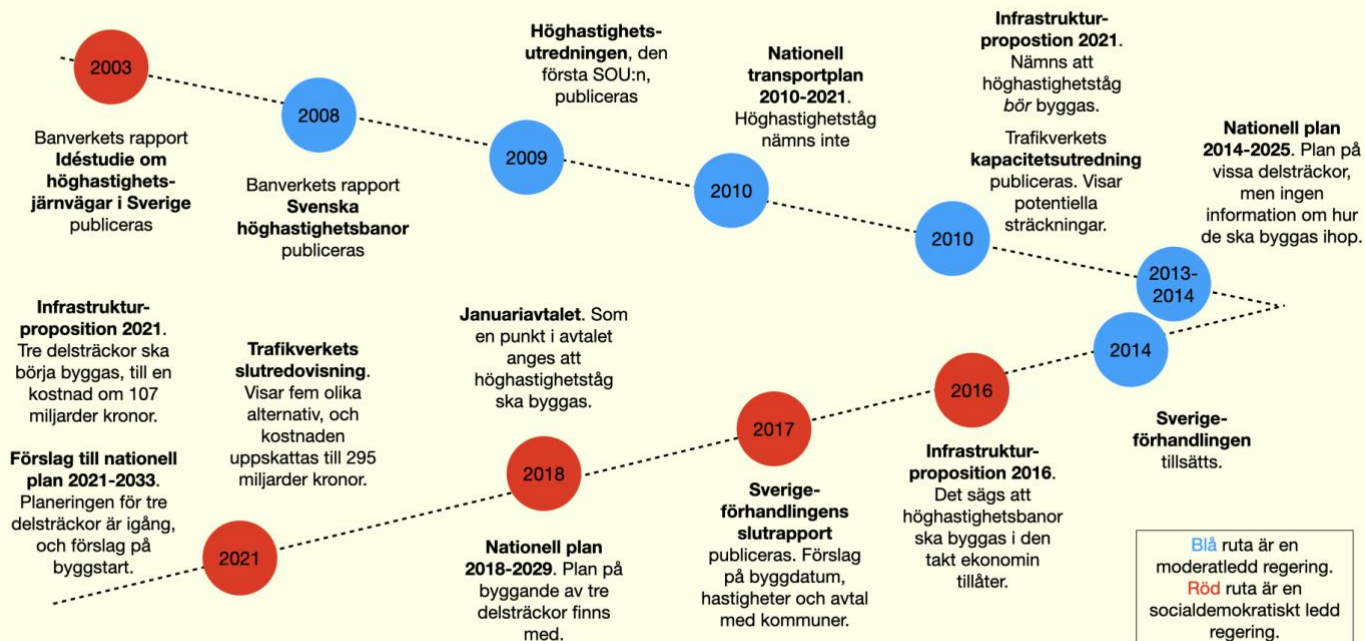 2003
Banverkets rapport
Idéstudie om
höghastighets-
järnvägar i Sverige
publiceras
2008
Banverkets rapport
Svenska
höghastighetsbanor
publiceras
Höghastighets-
utredningen, den
första SOU:n,
publiceras
2009
Nationell
transportplan
2010-2021.
Höghastighetståg
nämns inte
2010
Infrastruktur-
propostion 2021.
Nämns att
höghastighetståg
bör byggas.
Trafikverkets
kapacitetsutredning
publiceras. Visar
potentiella
sträckningar.
2010
Nationell plan
2014-2025. Plan på
vissa delsträckor,
men ingen
information om hur
de ska byggas ihop.
2013-
2014
2014
Sverige-
förhandlingen
tillsätts.
2016
Infrastruktur-
proposition 2016.
Det sägs att
höghastighetsbanor
ska byggas i den
takt ekonomin
tillåter.
2017
Sverige-
förhandlingens
slutrapport
publiceras. Förslag
på byggdatum,
hastigheter och avtal
med kommuner.
Januariavtalet. Som
en punkt i avtalet
anges att
höghastighetståg
ska byggas.
2018
Nationell plan
2018-2029. Plan på
byggande av tre
delsträckor finns
med.
Trafikverkets
slutredovisning.
Visar fem olika
alternativ, och
kostnaden
uppskattas till 295
miljarder kronor.
2021
Infrastruktur-
proposition 2021.
Tre delsträckor ska
börja byggas, till en
kostnad om 107
miljarder kronor.
Förslag till nationell
plan 2021-2033.
Planeringen för tre
delsträckor är igång,
och förslag på
byggstart.
Blå ruta är en
moderatledd regering.
Röd ruta är en
socialdemokratiskt ledd
regering.